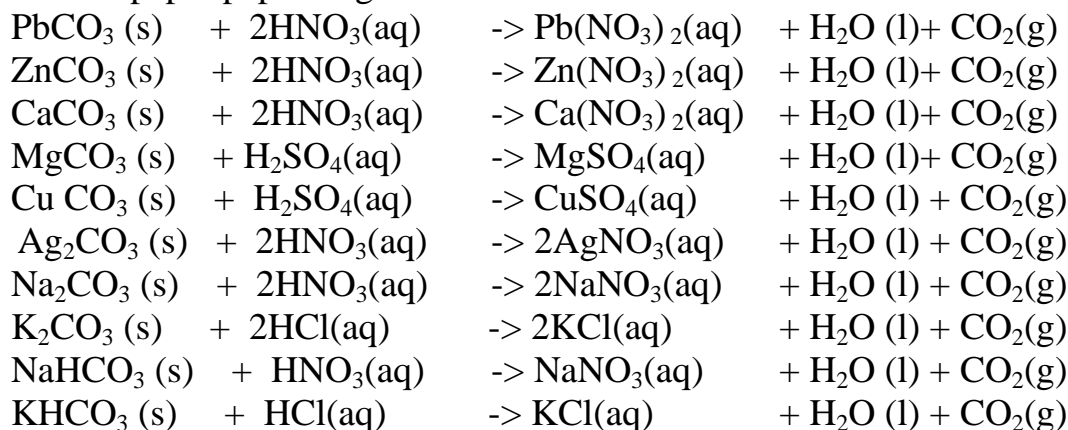 PbCO₃ (s) + 2HNO₃(aq) -> Pb(NO₃) ₂(aq) + H₂O (l)+ CO₂(g)
ZnCO₃ (s) + 2HNO₃(aq) -> Zn(NO₃) ₂(aq) + H₂O (l)+ CO₂(g)
CaCO₃ (s) + 2HNO₃(aq) -> Ca(NO₃) ₂(aq) + H₂O (l)+ CO₂(g)
MgCO₃ (s) + H₂SO₄(aq) -> MgSO₄(aq) + H₂O (l)+ CO₂(g)
Cu CO₃ (s) + H₂SO₄(aq) -> CuSO₄(aq) + H₂O (l) + CO₂(g)
Ag₂CO₃ (s) + 2HNO₃(aq) -> 2AgNO₃(aq) + H₂O (l) + CO₂(g)
Na₂CO₃ (s) + 2HNO₃(aq) -> 2NaNO₃(aq) + H₂O (l) + CO₂(g)
K₂CO₃ (s) + 2HCl(aq) -> 2KCl(aq) + H₂O (l) + CO₂(g)
NaHCO₃ (s) + HNO₃(aq) -> NaNO₃(aq) + H₂O (l) + CO₂(g)
KHCO₃ (s) + HCl(aq) -> KCl(aq) + H₂O (l) + CO₂(g)